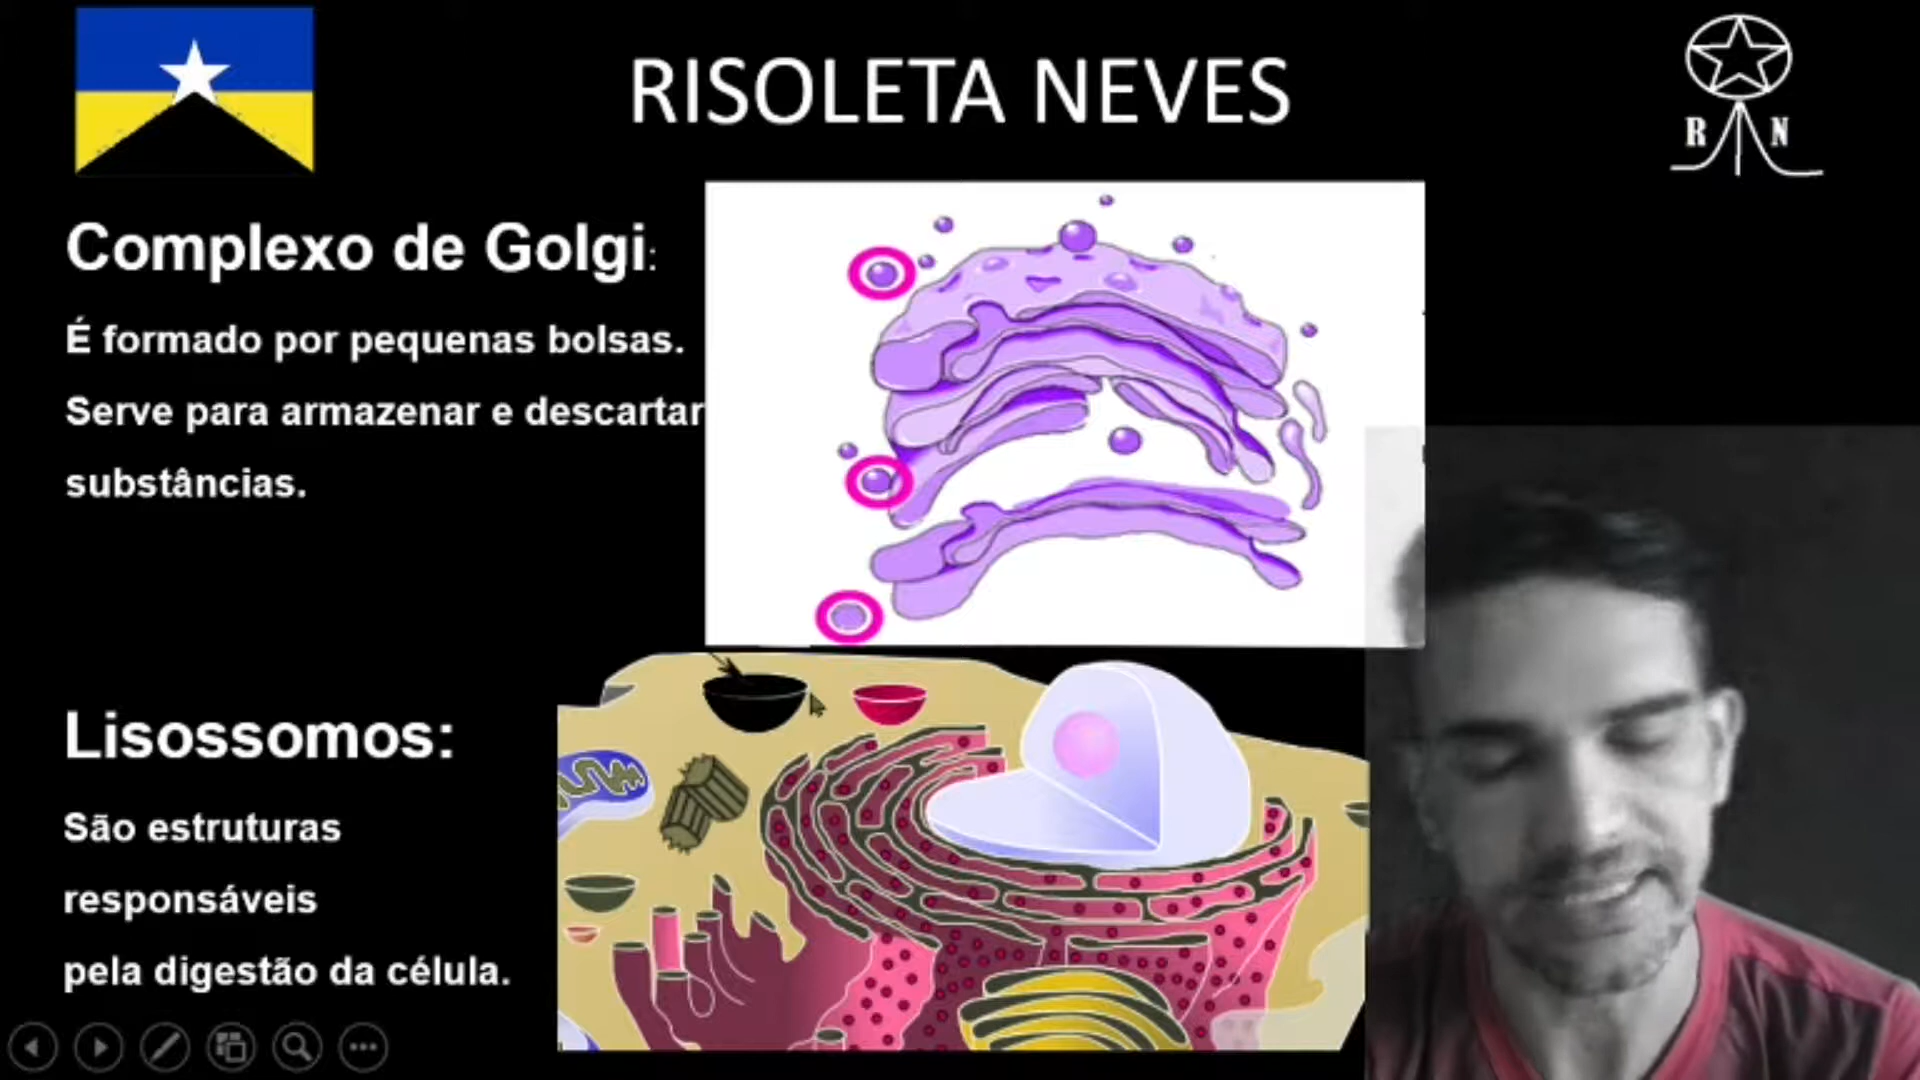 RISOLETA NEVES
R N
Complexo de Golgi:
É formado por pequenas bolsas.
Serve para armazenar e descartar
substâncias.
Lisossomos:
São estruturas
responsáveis
pela digestão da célula.